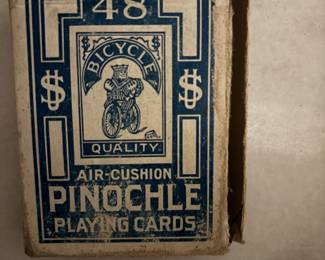 48
$ BICYCLE $
QUALITY
AIR-CUSHION
PINOCHLE
PLAYING CARDS